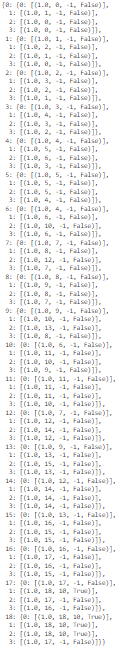 {0: {0: [(1.0, 0, -1, False)],
1: [(1.0, 1, -1, False)],
2: [(1.0, 0, -1, False)],
3: [(1.0, 0, -1, False)]},
1: {0: [(1.0, 1, -1, False)],
1: [(1.0, 2, -1, False)],
2: [(1.0, 1, -1, False)],
3: [(1.0, 0, -1, False)]},
2: {0: [(1.0, 2, -1, False)],
1: [(1.0, 3, -1, False)],
2: [(1.0, 2, -1, False)],
3: [(1.0, 1, -1, False)]},
3: {0: [(1.0, 3, -1, False)],
1: [(1.0, 4, -1, False)],
2: [(1.0, 3, -1, False)],
3: [(1.0, 2, -1, False)]},
4: {0: [(1.0, 4, -1, False)],
1: [(1.0, 5, -1, False)],
2: [(1.0, 6, -1, False)],
3: [(1.0, 3, -1, False)]},
5: {0: [(1.0, 5, -1, False)],
1: [(1.0, 5, -1, False)],
2: [(1.0, 5, -1, False)],
3: [(1.0, 4, -1, False)]},
6: {0: [(1.0, 4, -1, False)],
1: [(1.0, 6, -1, False)],
2: [(1.0, 10, -1, False)],
3: [(1.0, 6, -1, False)]},
7: {0: [(1.0, 7, -1, False)],
1: [(1.0, 8, -1, False)],
2: [(1.0, 12, -1, False)],
3: [(1.0, 7, -1, False)]},
8: {0: [(1.0, 8, -1, False)],
1: [(1.0, 9, -1, False)],
2: [(1.0, 8, -1, False)],
3: [(1.0, 7, -1, False)]},
9: {0: [(1.0, 9, -1, False)],
1: [(1.0, 10, -1, False)],
2: [(1.0, 13, -1, False)],
3: [(1.0, 8, -1, False)]},
10: {0: [(1.0, 6, -1, False)],
1: [(1.0, 11, -1, False)],
2: [(1.0, 10, -1, False)],
3: [(1.0, 9, -1, False)]},
11: {0: [(1.0, 11, -1, False)],
1: [(1.0, 11, -1, False)],
2: [(1.0, 11, -1, False)],
3: [(1.0, 10, -1, False)]},
12: {0: [(1.0, 7, -1, False)],
1: [(1.0, 12, -1, False)],
2: [(1.0, 14, -1, False)],
3: [(1.0, 12, -1, False)]},
13: {0: [(1.0, 9, -1, False)],
1: [(1.0, 13, -1, False)],
2: [(1.0, 15, -1, False)],
3: [(1.0, 13, -1, False)]},
14: {0: [(1.0, 12, -1, False)],
1: [(1.0, 14, -1, False)],
2: [(1.0, 14, -1, False)],
3: [(1.0, 14, -1, False)]},
15: {0: [(1.0, 13, -1, False)],
1: [(1.0, 16, -1, False)],
2: [(1.0, 15, -1, False)],
3: [(1.0, 15, -1, False)]},
16: {0: [(1.0, 16, -1, False)],
1: [(1.0, 17, -1, False)],
2: [(1.0, 16, -1, False)],
3: [(1.0, 15, -1, False)]},
17: {0: [(1.0, 17, -1, False)],
1: [(1.0, 18, 10, True)],
2: [(1.0, 17, -1, False)],
3: [(1.0, 16, -1, False)]},
18: {0: [(1.0, 18, 10, True)],
1: [(1.0, 18, 10, True)],
2: [(1.0, 18, 10, True)],
3: [(1.0, 17, -1, False)]}}